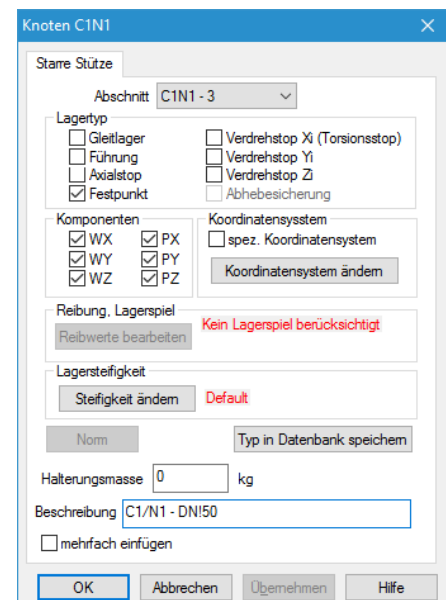 Knoten C1N1
Starre Stütze
Abschnitt C1N1 - 3
Lagertyp
Gleitlager
Verdrehstop Xi (Torsionsstop)
Führung
Verdrehstop Yi
Axialstop
Verdrehstop Zi
Festpunkt
Abhebesicherung
Komponenten
WX PX
WY PY
WZ PZ
Koordinatensysstem
spez. Koordinatensystem
Koordinatensystem ändern
Reibung, Lagerspiel
Reibwerte bearbeiten
Kein Lagerspiel berücksichtigt
Lagersteifigkeit
Steifigkeit ändern
Default
Norm
Typ in Datenbank speichern
Halterungsmasse 0 kg
Beschreibung C1/N1 - DN!50
mehrfach einfügen
OK Abbrechen Übernehmen Hilfe